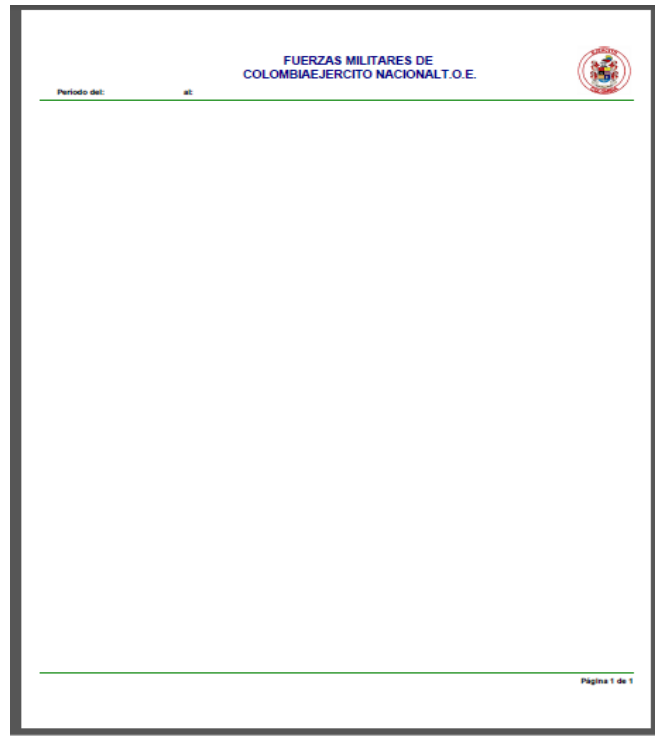 FUERZAS MILITARES DE
COLOMBIAEJERCITO NACIONALT.O.E.
Periodo del: al:
Página 1 de 1